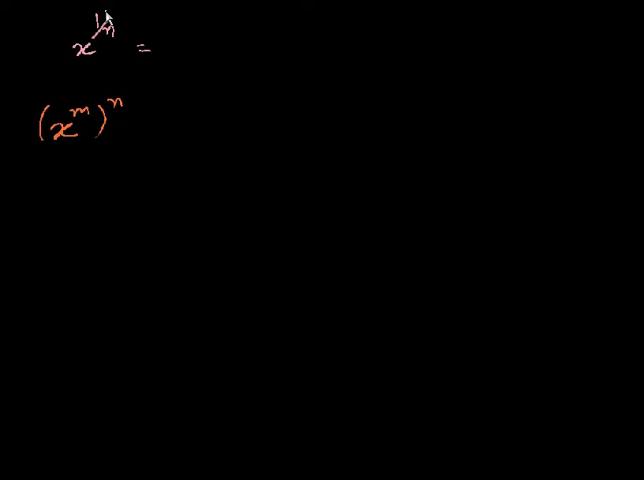 x^{1/n} =
(x^m)^n